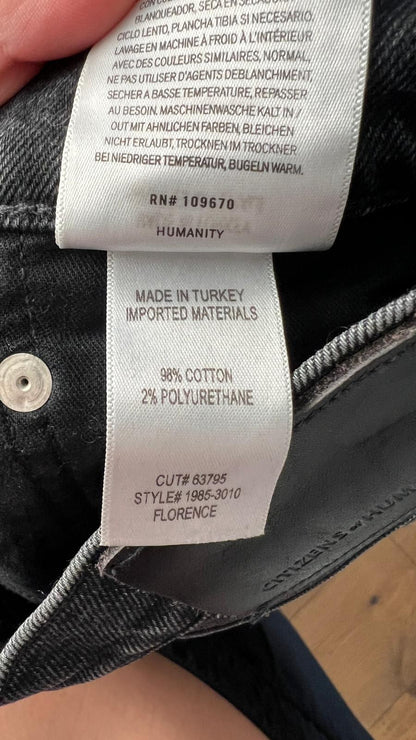 BLANQUEADOR, SECA EN SECADORA
CICLO LENTO, PLANCHA TIBIA SI NECESARIO.
LAVAGE EN MACHINE À FROID À L'INTÉRIEUR
AVEC DES COULEURS SIMILAIRES, NORMAL,
NE PAS UTILISER D'AGENTS DEBLANCHIMENT,
SECHER A BASSE TEMPERATURE, REPASSER
AU BESOIN. MASCHINENWASCHE KALT IN /
OUT MIT AHNLICHEN FARBEN, BLEICHEN
NICHT ERLAUBT, TROCKNEN IM TROCKNER
BEI NIEDRIGER TEMPERATUR, BUGELN WARM.
RN# 109670
HUMANITY
MADE IN TURKEY
IMPORTED MATERIALS
98% COTTON
2% POLYURETHANE
CUT# 63795
STYLE# 1985-3010
FLORENCE
CITIZENS of HUM